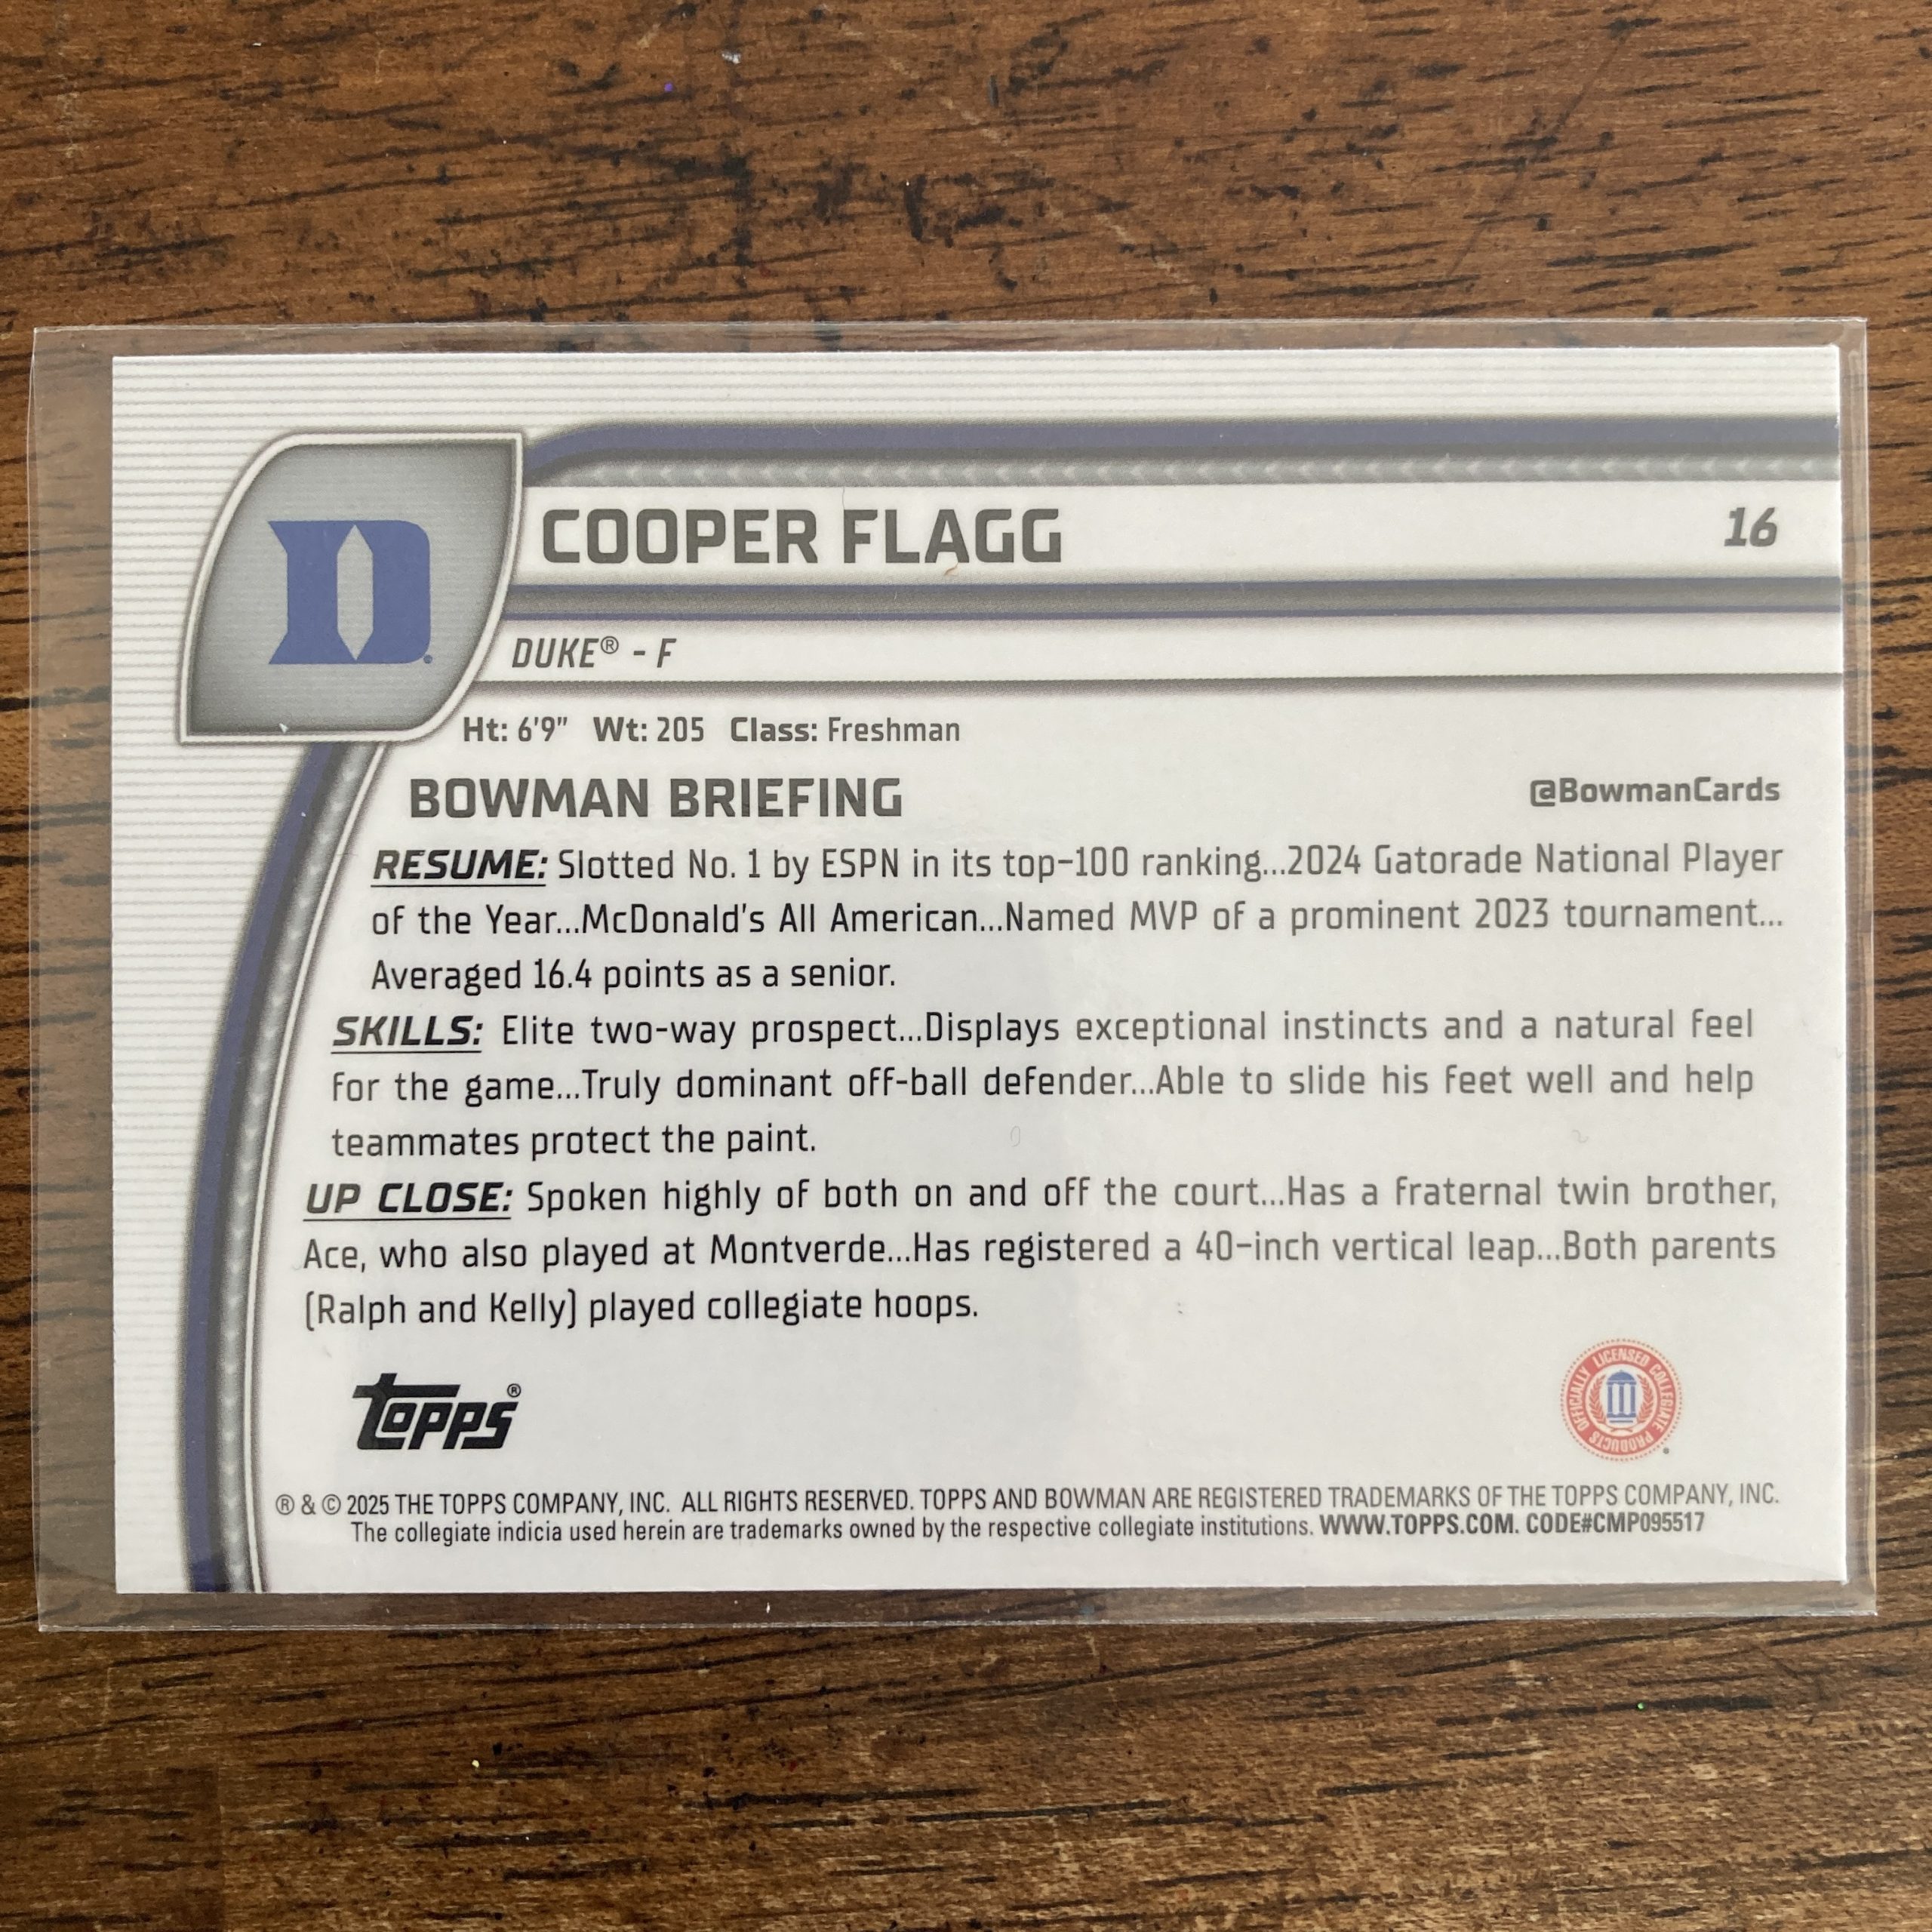 COOPER FLAGG
16
DUKE® - F
Ht: 6'9" Wt: 205 Class: Freshman
BOWMAN BRIEFING
@BowmanCards
RESUME: Slotted No. 1 by ESPN in its top-100 ranking...2024 Gatorade National Player
of the Year...McDonald's All American...Named MVP of a prominent 2023 tournament...
Averaged 16.4 points as a senior.
SKILLS: Elite two-way prospect...Displays exceptional instincts and a natural feel
for the game...Truly dominant off-ball defender...Able to slide his feet well and help
teammates protect the paint.
UP CLOSE: Spoken highly of both on and off the court...Has a fraternal twin brother,
Ace, who also played at Montverde...Has registered a 40-inch vertical leap...Both parents
(Ralph and Kelly) played collegiate hoops.
Topps®
OFFICIALLY LICENSED COLLEGIATE PRODUCTS
® & © 2025 THE TOPPS COMPANY, INC. ALL RIGHTS RESERVED. TOPPS AND BOWMAN ARE REGISTERED TRADEMARKS OF THE TOPPS COMPANY, INC.
The collegiate indicia used herein are trademarks owned by the respective collegiate institutions. WWW.TOPPS.COM. CODE#CMP095517